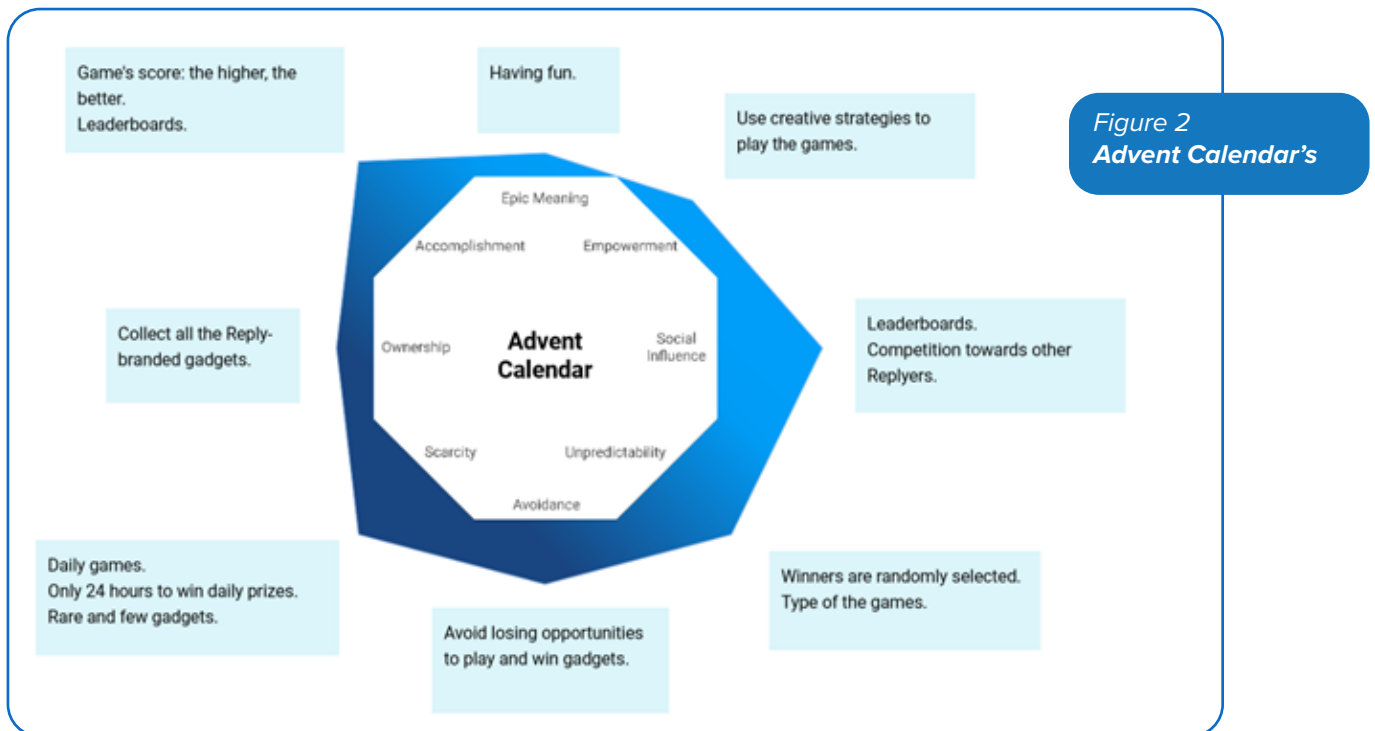 Game's score: the higher, the
better.
Leaderboards.
Having fun.
Use creative strategies to
play the games.
Figure 2
Advent Calendar's
Epic Meaning
Accomplishment
Empowerment
Collect all the Reply-
branded gadgets.
Ownership
Advent
Calendar
Social
Influence
Leaderboards.
Competition towards other
Replyers.
Scarcity
Unpredictability
Avoidance
Daily games.
Only 24 hours to win daily prizes.
Rare and few gadgets.
Avoid losing opportunities
to play and win gadgets.
Winners are randomly selected.
Type of the games.